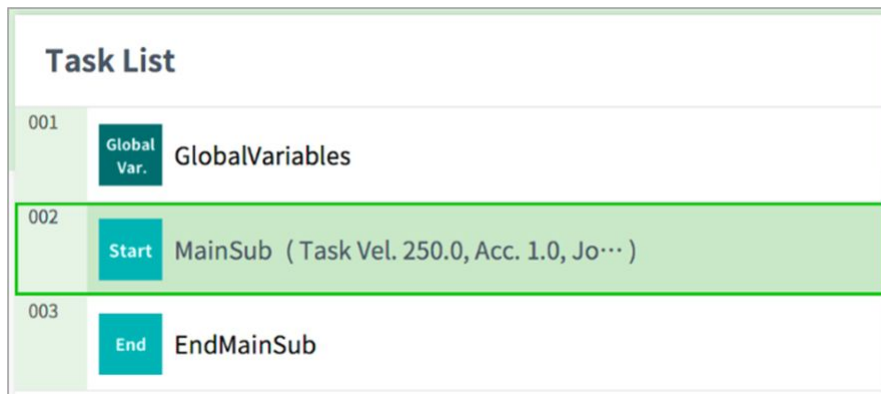 Task List
001
Global
Var.
GlobalVariables
002
Start
MainSub ( Task Vel. 250.0, Acc. 1.0, Jo⋯ )
003
End
EndMainSub